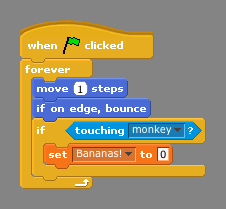 when clicked
forever
move 1 steps
if on edge, bounce
if touching monkey ?
set Bananas! to 0